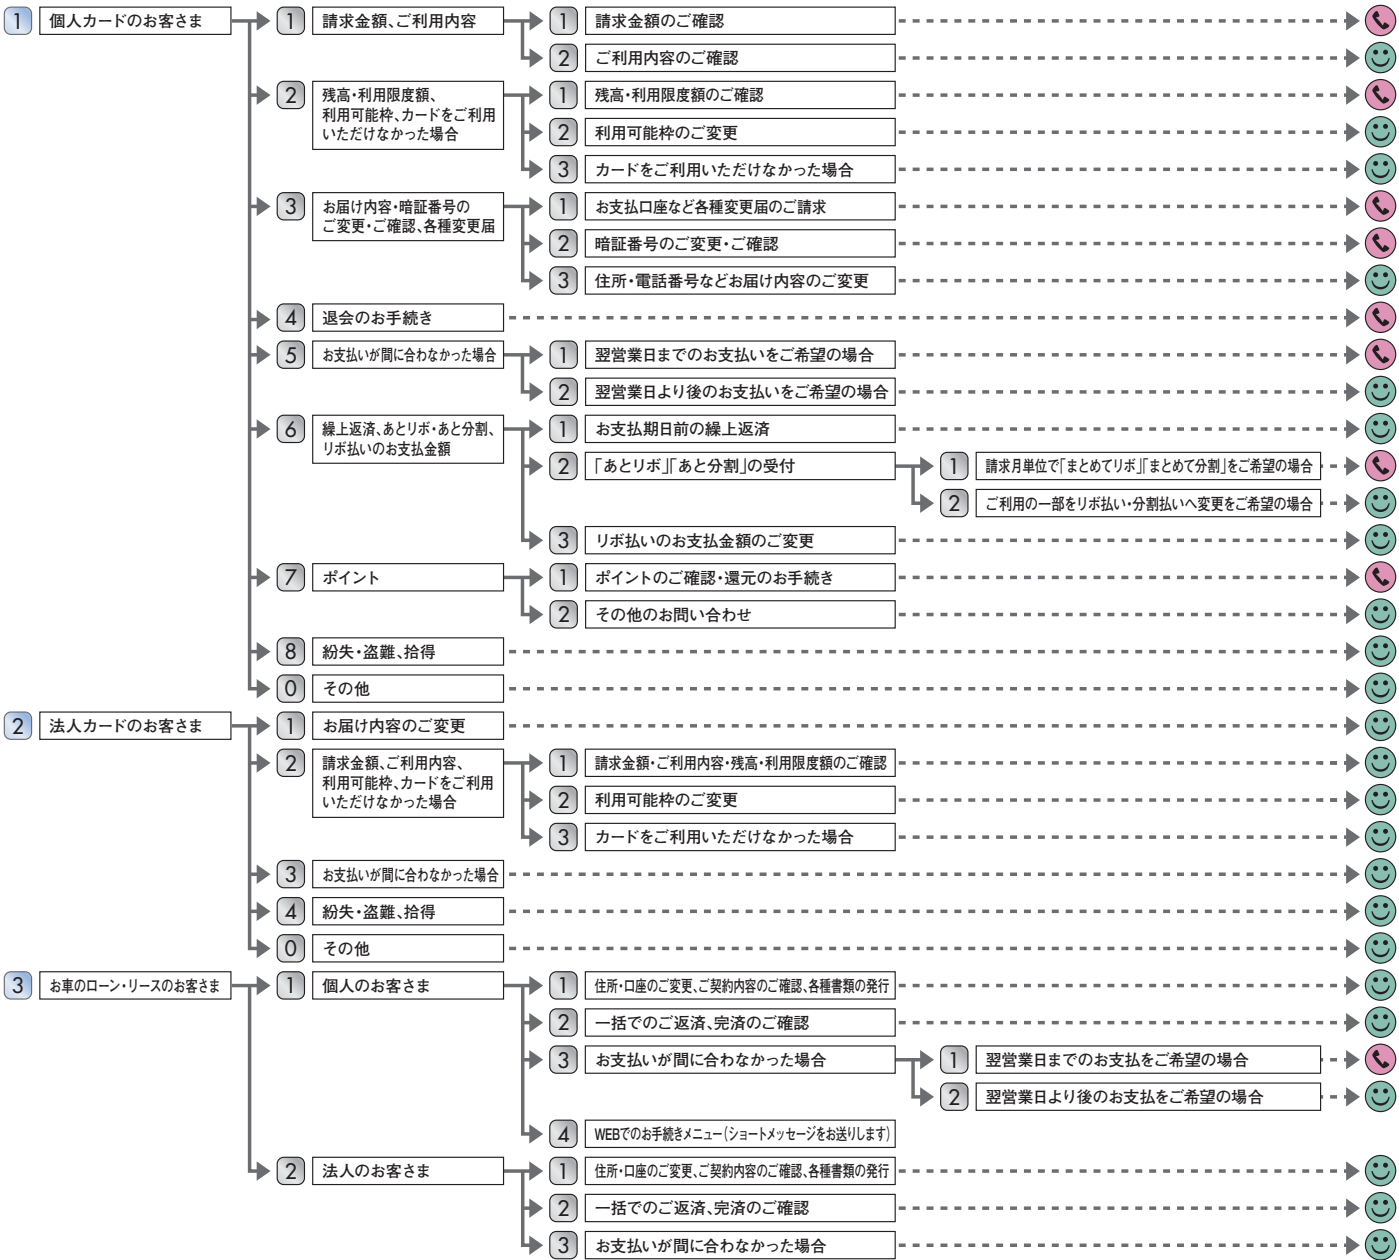 1 個人カードのお客さま
1 請求金額、ご利用内容
1 請求金額のご確認
2 ご利用内容のご確認
2 残高・利用限度額、
利用可能枠、カードをご利用
いただけなかった場合
1 残高・利用限度額のご確認
2 利用可能枠のご変更
3 カードをご利用いただけなかった場合
3 お届け内容・暗証番号の
ご変更・ご確認、各種変更届
1 お支払口座など各種変更届のご請求
2 暗証番号のご変更・ご確認
3 住所・電話番号などお届け内容のご変更
4 退会のお手続き
5 お支払いが間に合わなかった場合
1 翌営業日までのお支払いをご希望の場合
2 翌営業日より後のお支払いをご希望の場合
6 繰上返済、あとリボ・あと分割、
リボ払いのお支払金額
1 お支払期日前の繰上返済
2 「あとリボ」「あと分割」の受付
1 請求月単位で「まとめてリボ」「まとめて分割」をご希望の場合
2 ご利用の一部をリボ払い・分割払いへ変更をご希望の場合
3 リボ払いのお支払金額のご変更
7 ポイント
1 ポイントのご確認・還元のお手続き
2 その他のお問い合わせ
8 紛失・盗難、拾得
0 その他
2 法人カードのお客さま
1 お届け内容のご変更
2 請求金額、ご利用内容、
利用可能枠、カードをご利用
いただけなかった場合
1 請求金額・ご利用内容・残高・利用限度額のご確認
2 利用可能枠のご変更
3 カードをご利用いただけなかった場合
3 お支払いが間に合わなかった場合
4 紛失・盗難、拾得
0 その他
3 お車のローン・リースのお客さま
1 個人のお客さま
1 住所・口座のご変更、ご契約内容のご確認、各種書類の発行
2 一括でのご返済、完済のご確認
3 お支払いが間に合わなかった場合
1 翌営業日までのお支払をご希望の場合
2 翌営業日より後のお支払をご希望の場合
4 WEBでのお手続きメニュー(ショートメッセージをお送りします)
2 法人のお客さま
1 住所・口座のご変更、ご契約内容のご確認、各種書類の発行
2 一括でのご返済、完済のご確認
3 お支払いが間に合わなかった場合